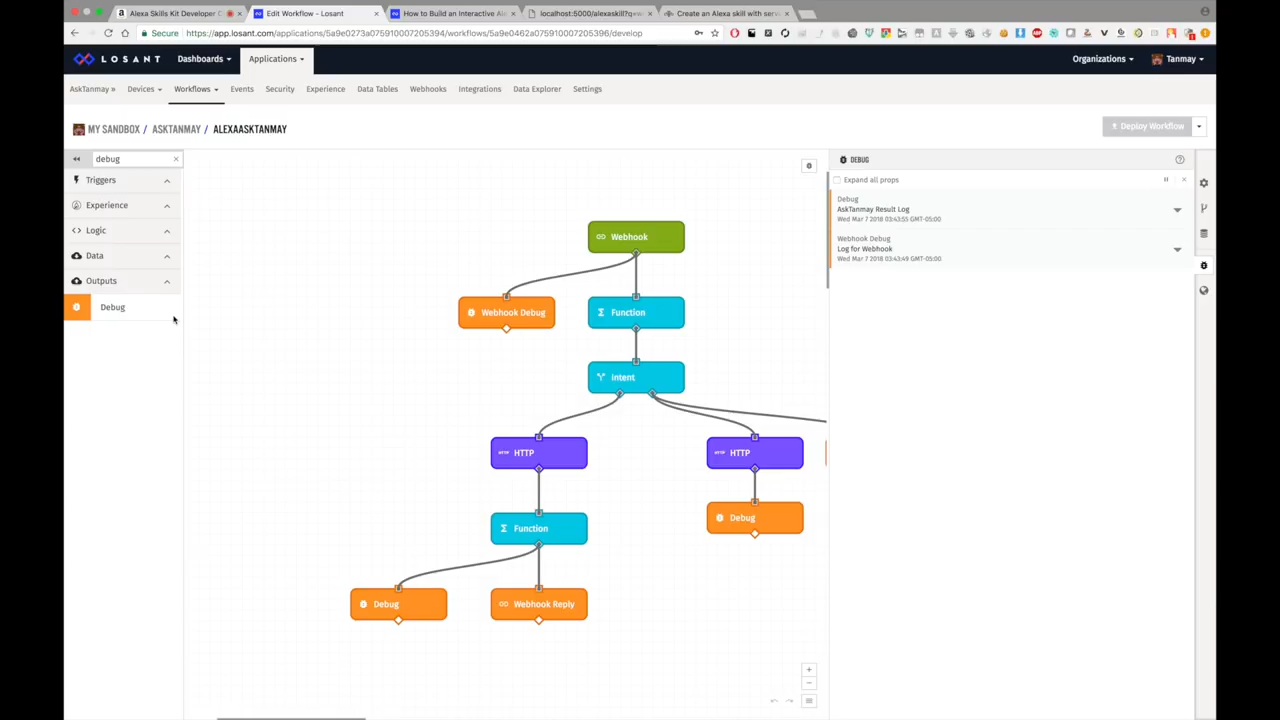 Alexa Skills Kit Developer C
Edit Workflow – Losant
How to Build an Interactive Al
localhost:5000/alexaskill?q=w
Create an Alexa skill with serv
Secure
https://app.losant.com/applications/5a9e0273a075910007205394/workflows/5a9e0462a075910007205396/develop
LOSANT
Dashboards
Applications
Organizations
Tanmay
AskTanmay »
Devices
Workflows
Events
Security
Experience
Data Tables
Webhooks
Integrations
Data Explorer
Settings
MY SANDBOX / ASKTANMAY / ALEXAASKTANMAY
Deploy Workflow
debug
Triggers
Experience
Logic
Data
Outputs
Debug
Webhook
Webhook Debug
Function
Intent
HTTP
HTTP
Function
Debug
Debug
Webhook Reply
DEBUG
Expand all props
Debug
AskTanmay Result Log
Wed Mar 7 2018 03:43:55 GMT-05:00
Webhook Debug
Log for Webhook
Wed Mar 7 2018 03:43:49 GMT-05:00